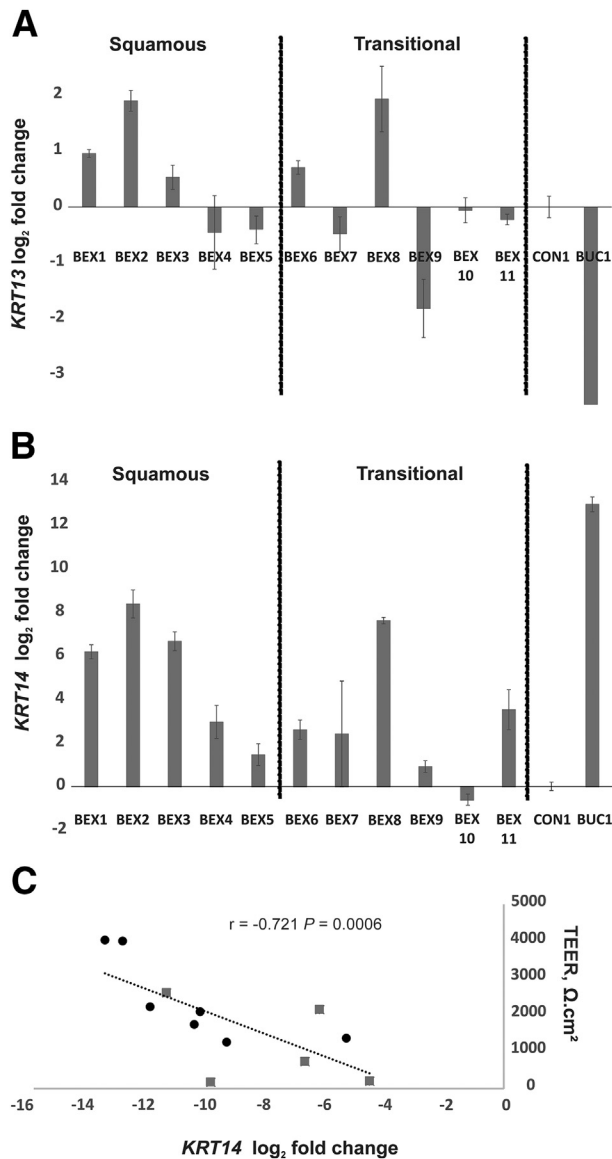 A
Squamous
Transitional
KRT13 log₂ fold change
2
1
0
-1
-2
-3
BEX1 BEX2 BEX3 BEX4 BEX5 BEX6 BEX7 BEX8 BEX9 BEX 10 BEX 11 CON1 BUC1
B
Squamous
Transitional
KRT14 log₂ fold change
14
12
10
8
6
4
2
0
-2
BEX1 BEX2 BEX3 BEX4 BEX5 BEX6 BEX7 BEX8 BEX9 BEX 10 BEX 11 CON1 BUC1
C
r = -0.721 P = 0.0006
5000
4000
3000
2000
1000
0
TEER, Ω.cm²
-16 -14 -12 -10 -8 -6 -4 -2 0
KRT14 log₂ fold change